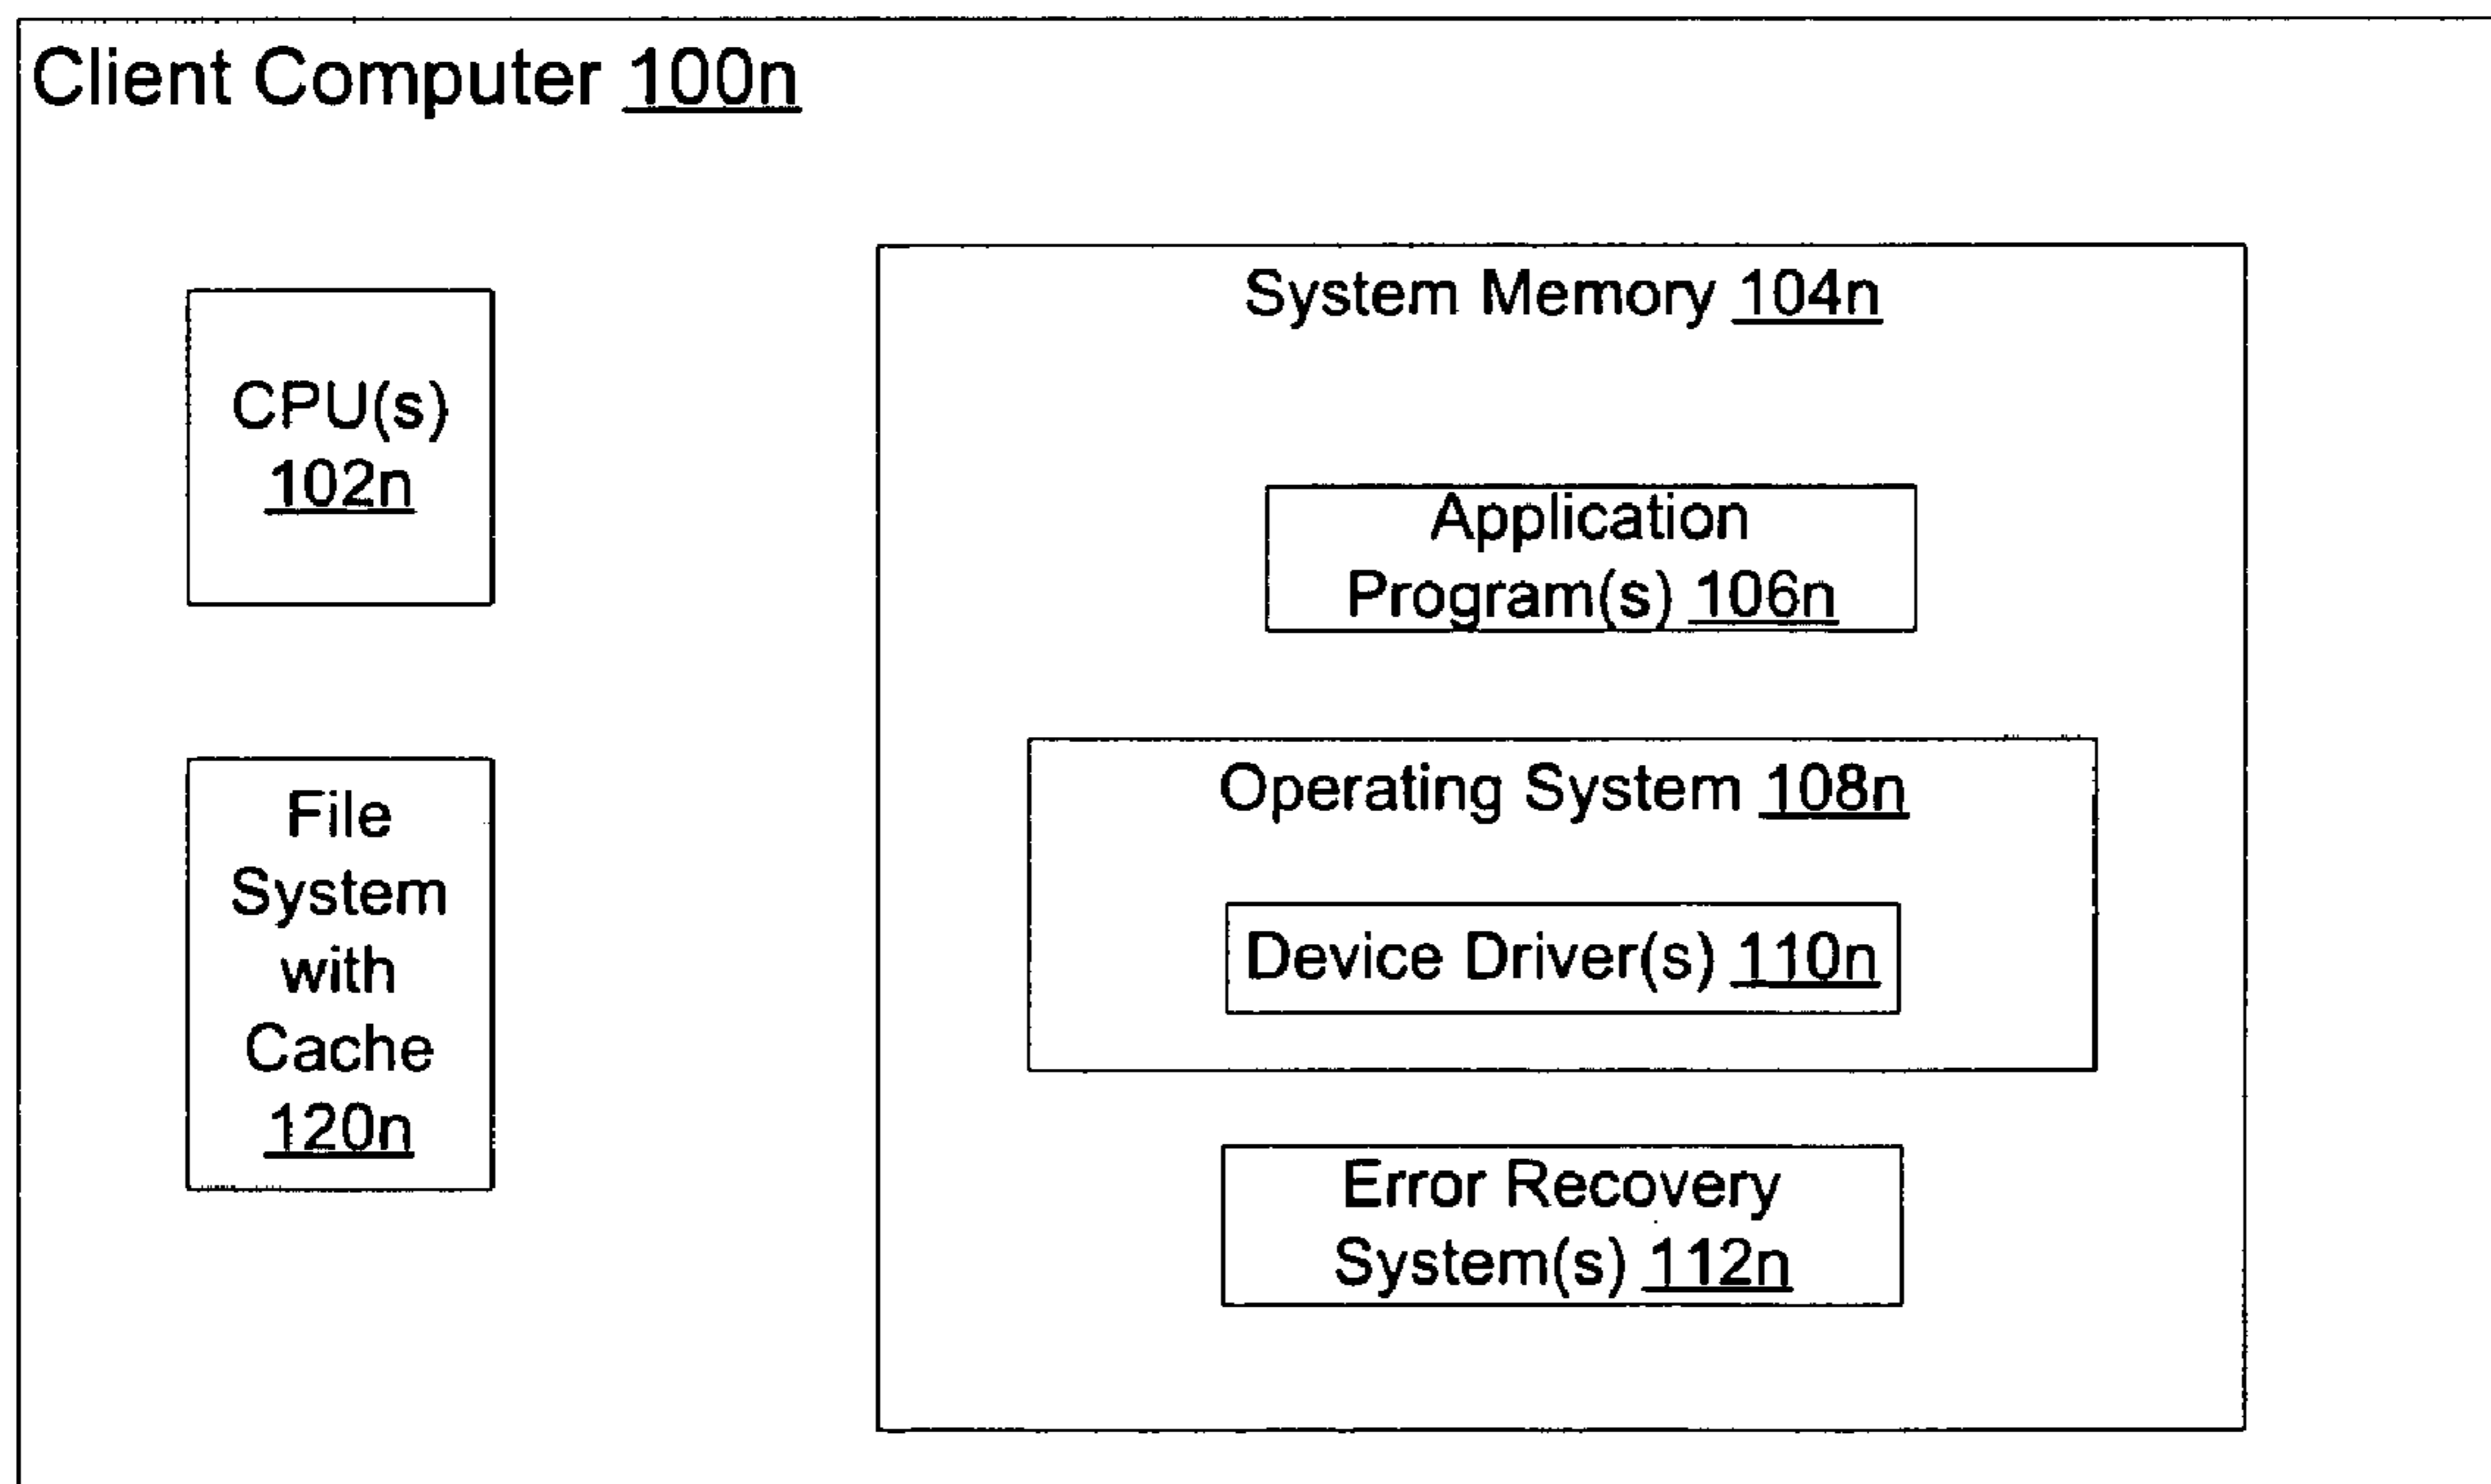 Client Computer 100n
CPU(s)
102n
File
System
with
Cache
120n
System Memory 104n
Application
Program(s) 106n
Operating System 108n
Device Driver(s) 110n
Error Recovery
System(s) 112n